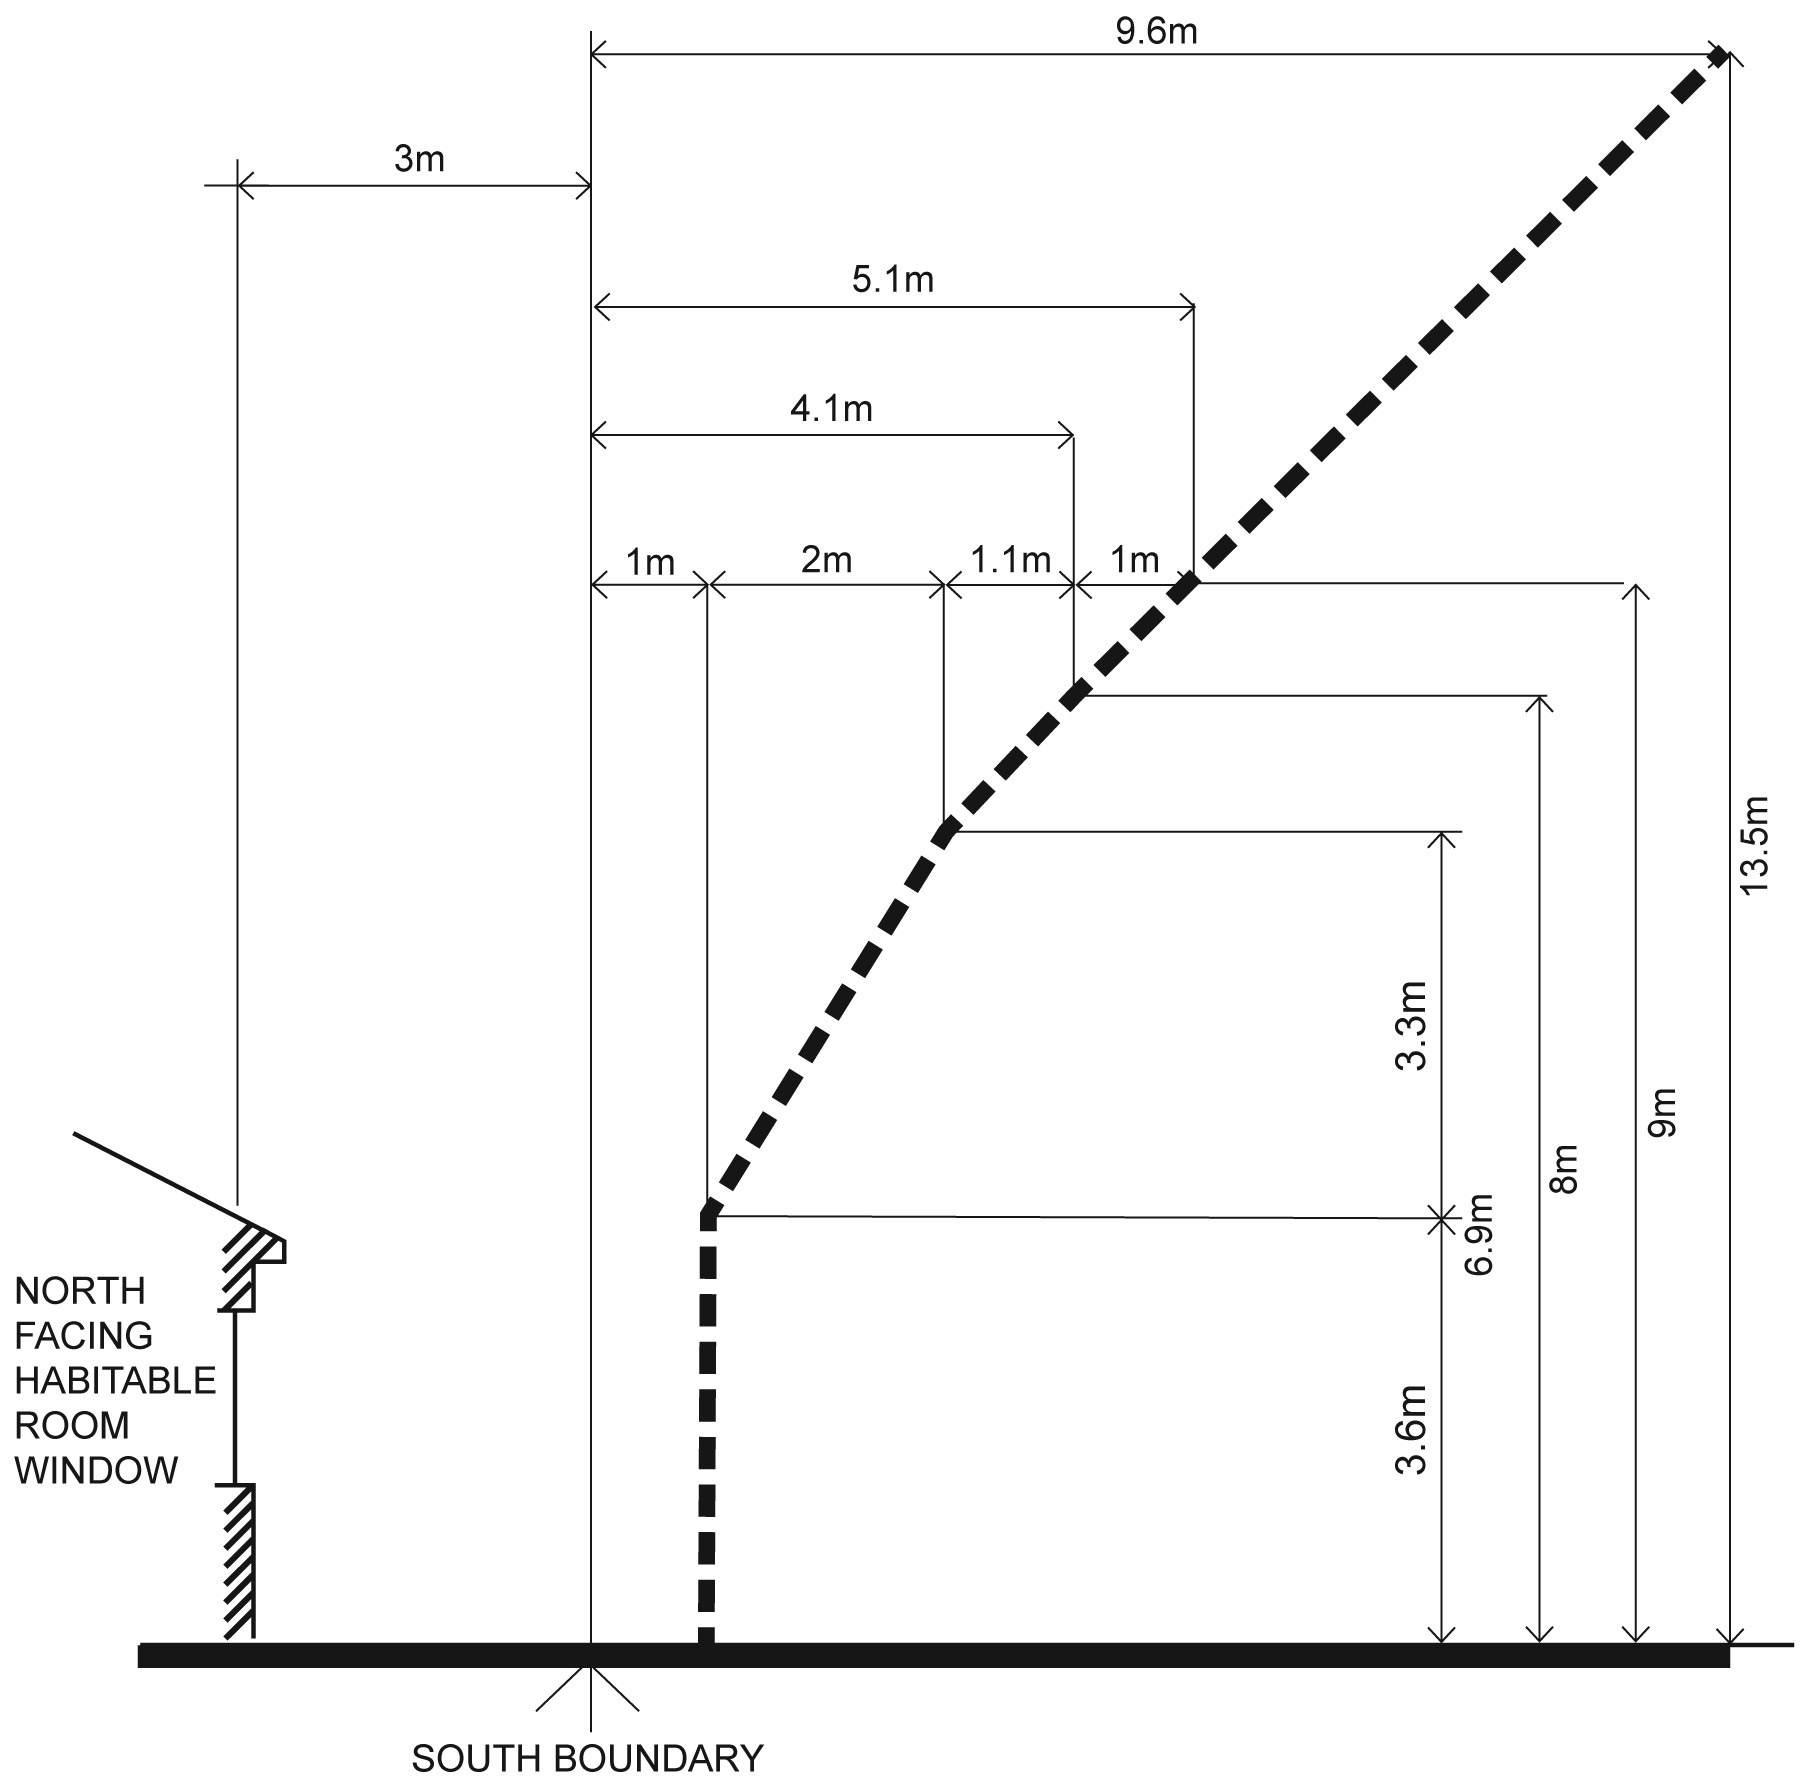 9.6m
3m
5.1m
4.1m
1m
2m
1.1m
1m
13.5m
3.3m
9m
8m
6.9m
3.6m
NORTH
FACING
HABITABLE
ROOM
WINDOW
SOUTH BOUNDARY